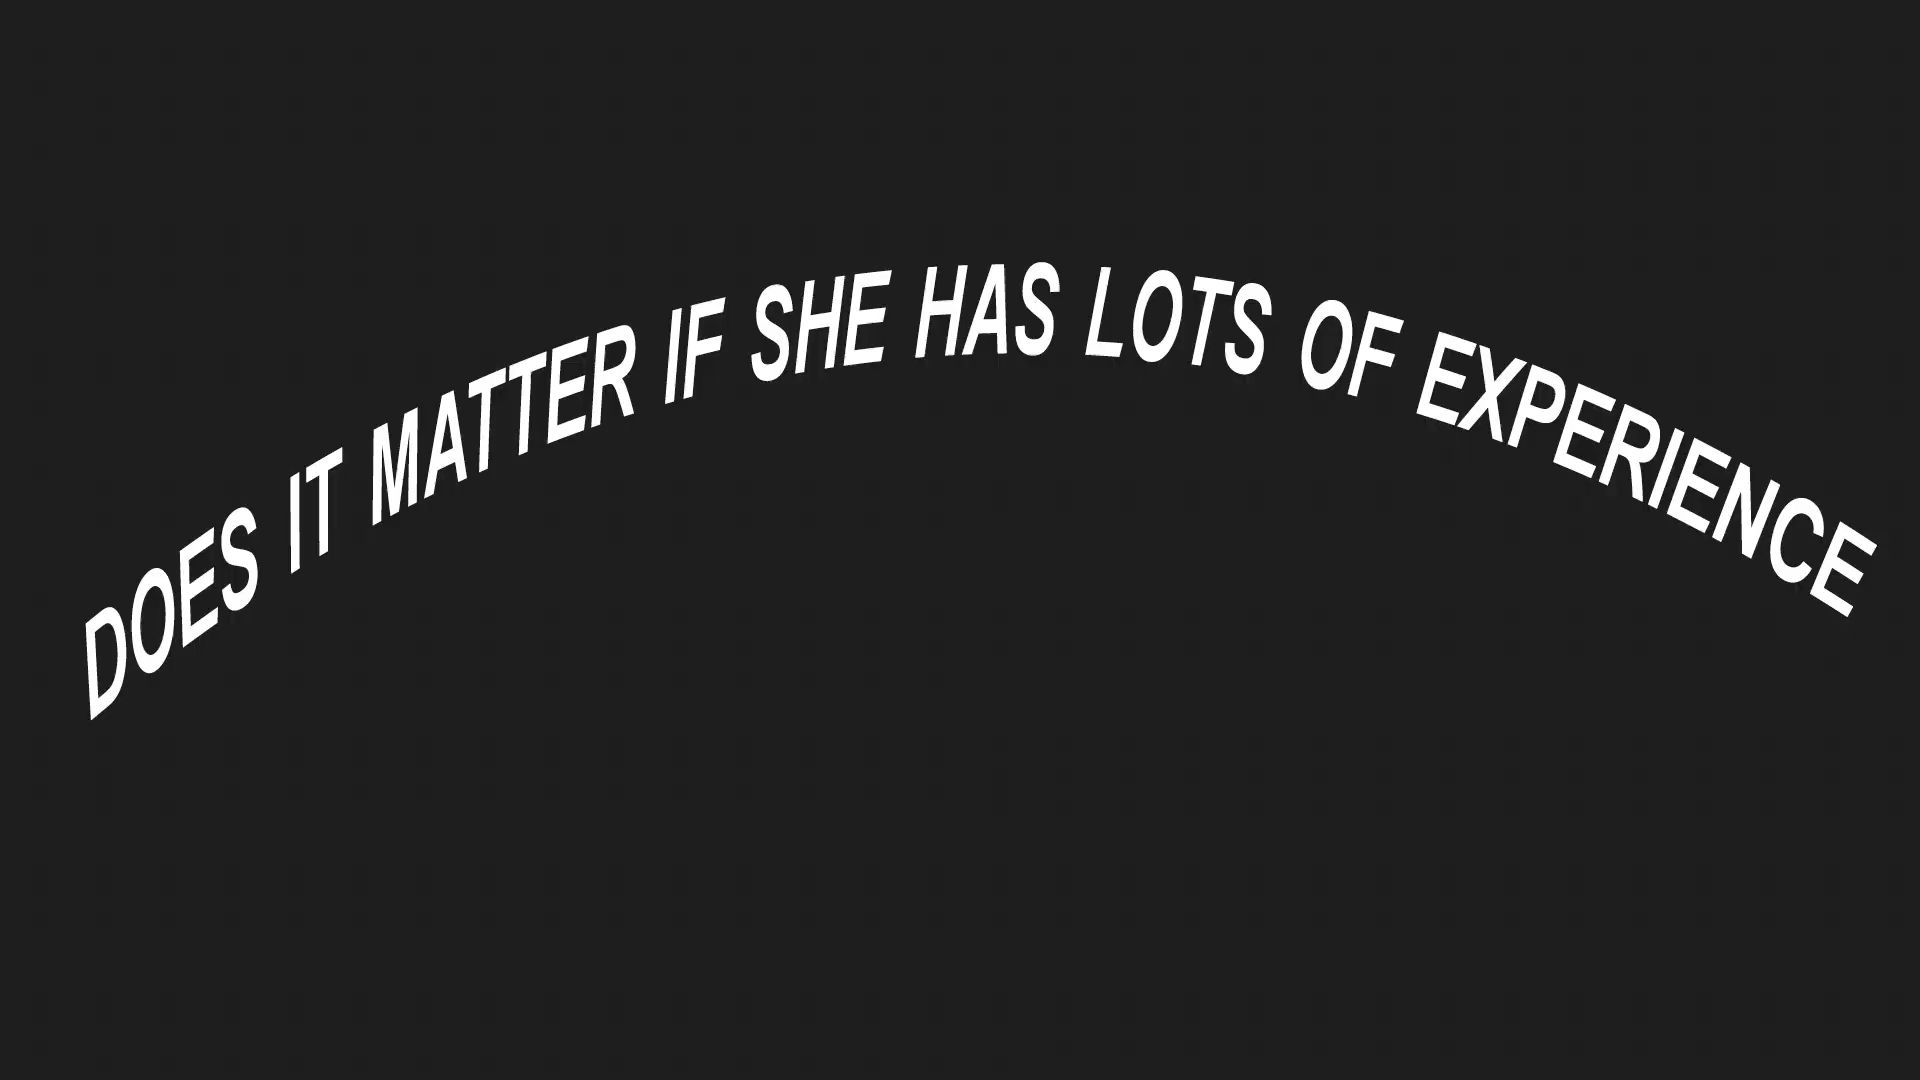 DOES IT MATTER IF SHE HAS LOTS OF EXPERIENCE